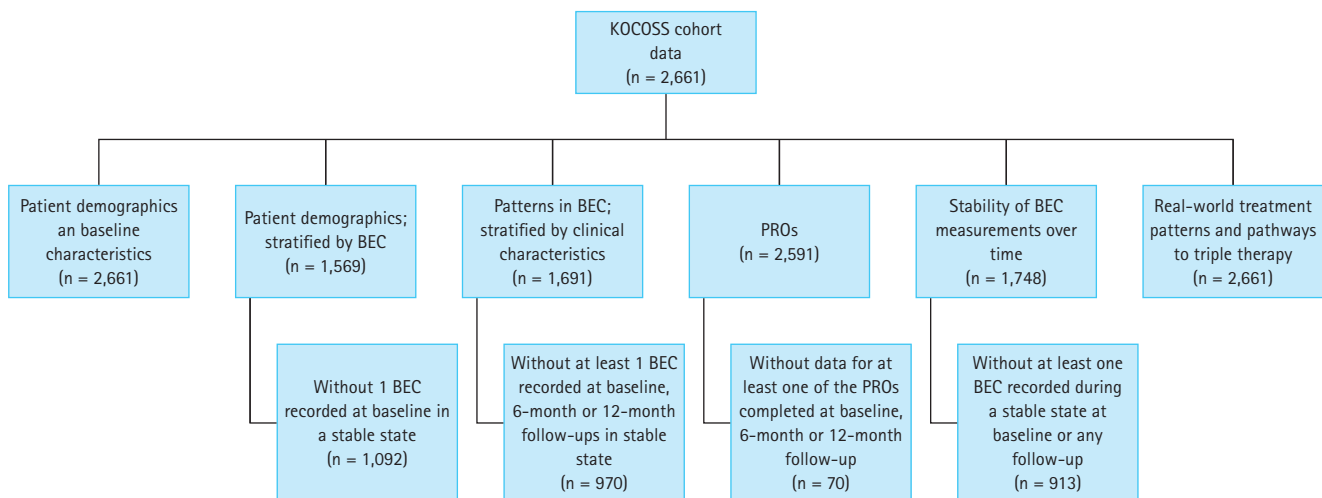 KOCOSS cohort
data
(n = 2,661)
Patient demographics
an baseline
characteristics
(n = 2,661)
Patient demographics;
stratified by BEC
(n = 1,569)
Patterns in BEC;
stratified by clinical
characteristics
(n = 1,691)
PROs
(n = 2,591)
Stability of BEC
measurements over
time
(n = 1,748)
Real-world treatment
patterns and pathways
to triple therapy
(n = 2,661)
Without 1 BEC
recorded at baseline in
a stable state
(n = 1,092)
Without at least 1 BEC
recorded at baseline,
6-month or 12-month
follow-ups in stable
state
(n = 970)
Without data for at
least one of the PROs
completed at baseline,
6-month or 12-month
follow-up
(n = 70)
Without at least one
BEC recorded during
a stable state at
baseline or any
follow-up
(n = 913)